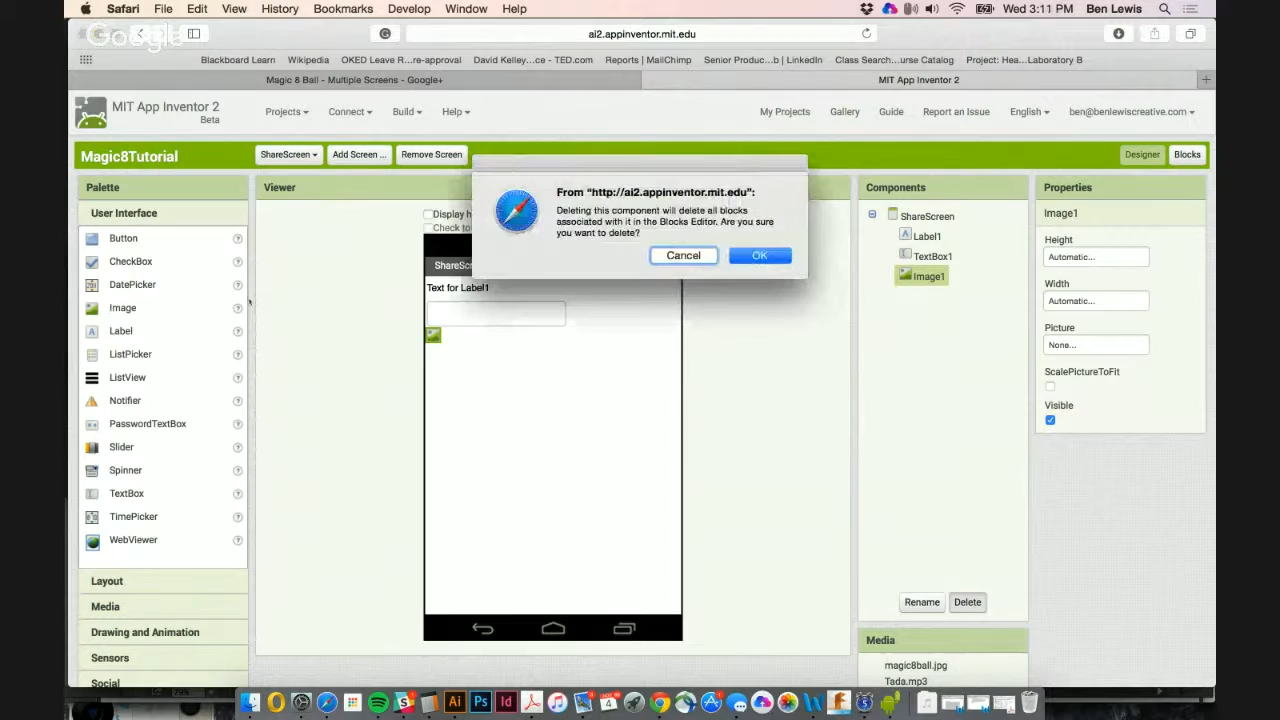 Safari File Edit View History Bookmarks Develop Window Help Wed 3:11 PM Ben Lewis
Google
ai2.appinventor.mit.edu
Blackboard Learn Wikipedia OKED Leave R...re-approval David Kelley...ce - TED.com Reports | MailChimp Senior Produc...b | LinkedIn Class Search...urse Catalog Project: Hea...Laboratory B
Magic 8 Ball - Multiple Screens - Google+ MIT App Inventor 2
MIT App Inventor 2
Beta
Projects Connect Build Help My Projects Gallery Guide Report an Issue English ben@benlewiscreative.com
Magic8Tutorial ShareScreen Add Screen ... Remove Screen Designer Blocks
Palette Viewer Components Properties
From “http://ai2.appinventor.mit.edu”:
Deleting this component will delete all blocks
associated with it in the Blocks Editor. Are you sure
you want to delete?
Cancel OK
User Interface
Button
CheckBox
DatePicker
Image
Label
ListPicker
ListView
Notifier
PasswordTextBox
Slider
Spinner
TextBox
TimePicker
WebViewer
Layout
Media
Drawing and Animation
Sensors
Social
Display h
Check to
ShareScr
Text for Label1
ShareScreen
Label1
TextBox1
Image1
Rename Delete
Media
magic8ball.jpg
Tada.mp3
Image1
Height
Automatic...
Width
Automatic...
Picture
None...
ScalePictureToFit
Visible
Ai Ps Id